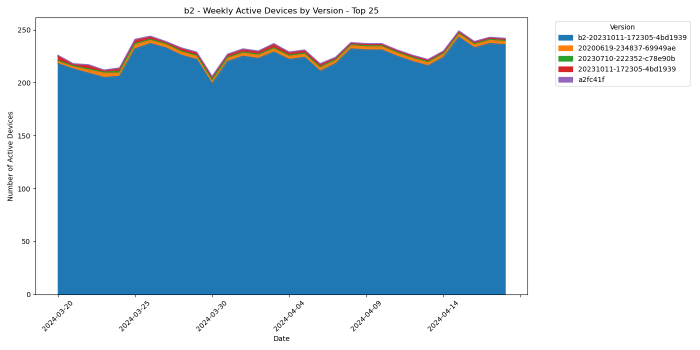 b2 - Weekly Active Devices by Version - Top 25
Version
b2-20231011-172305-4bd1939
20200619-234837-69949ae
20230710-222352-c78e90b
20231011-172305-4bd1939
a2fc41f
Number of Active Devices
250
200
150
100
50
0
2024-03-20
2024-03-25
2024-03-30
2024-04-04
2024-04-09
2024-04-14
Date